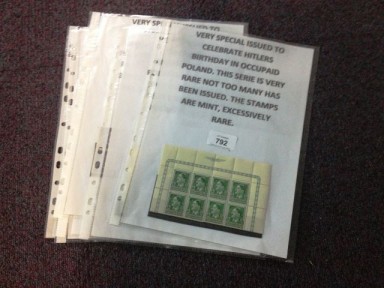 VERY SPECIAL ISSUED TO
CELEBRATE HITLERS
BIRTHDAY IN OCCUPAID
POLAND. THIS SERIE IS VERY
RARE NOT TOO MANY HAS
BEEN ISSUED. THE STAMPS
ARE MINT, EXCESSIVELY
RARE.
792